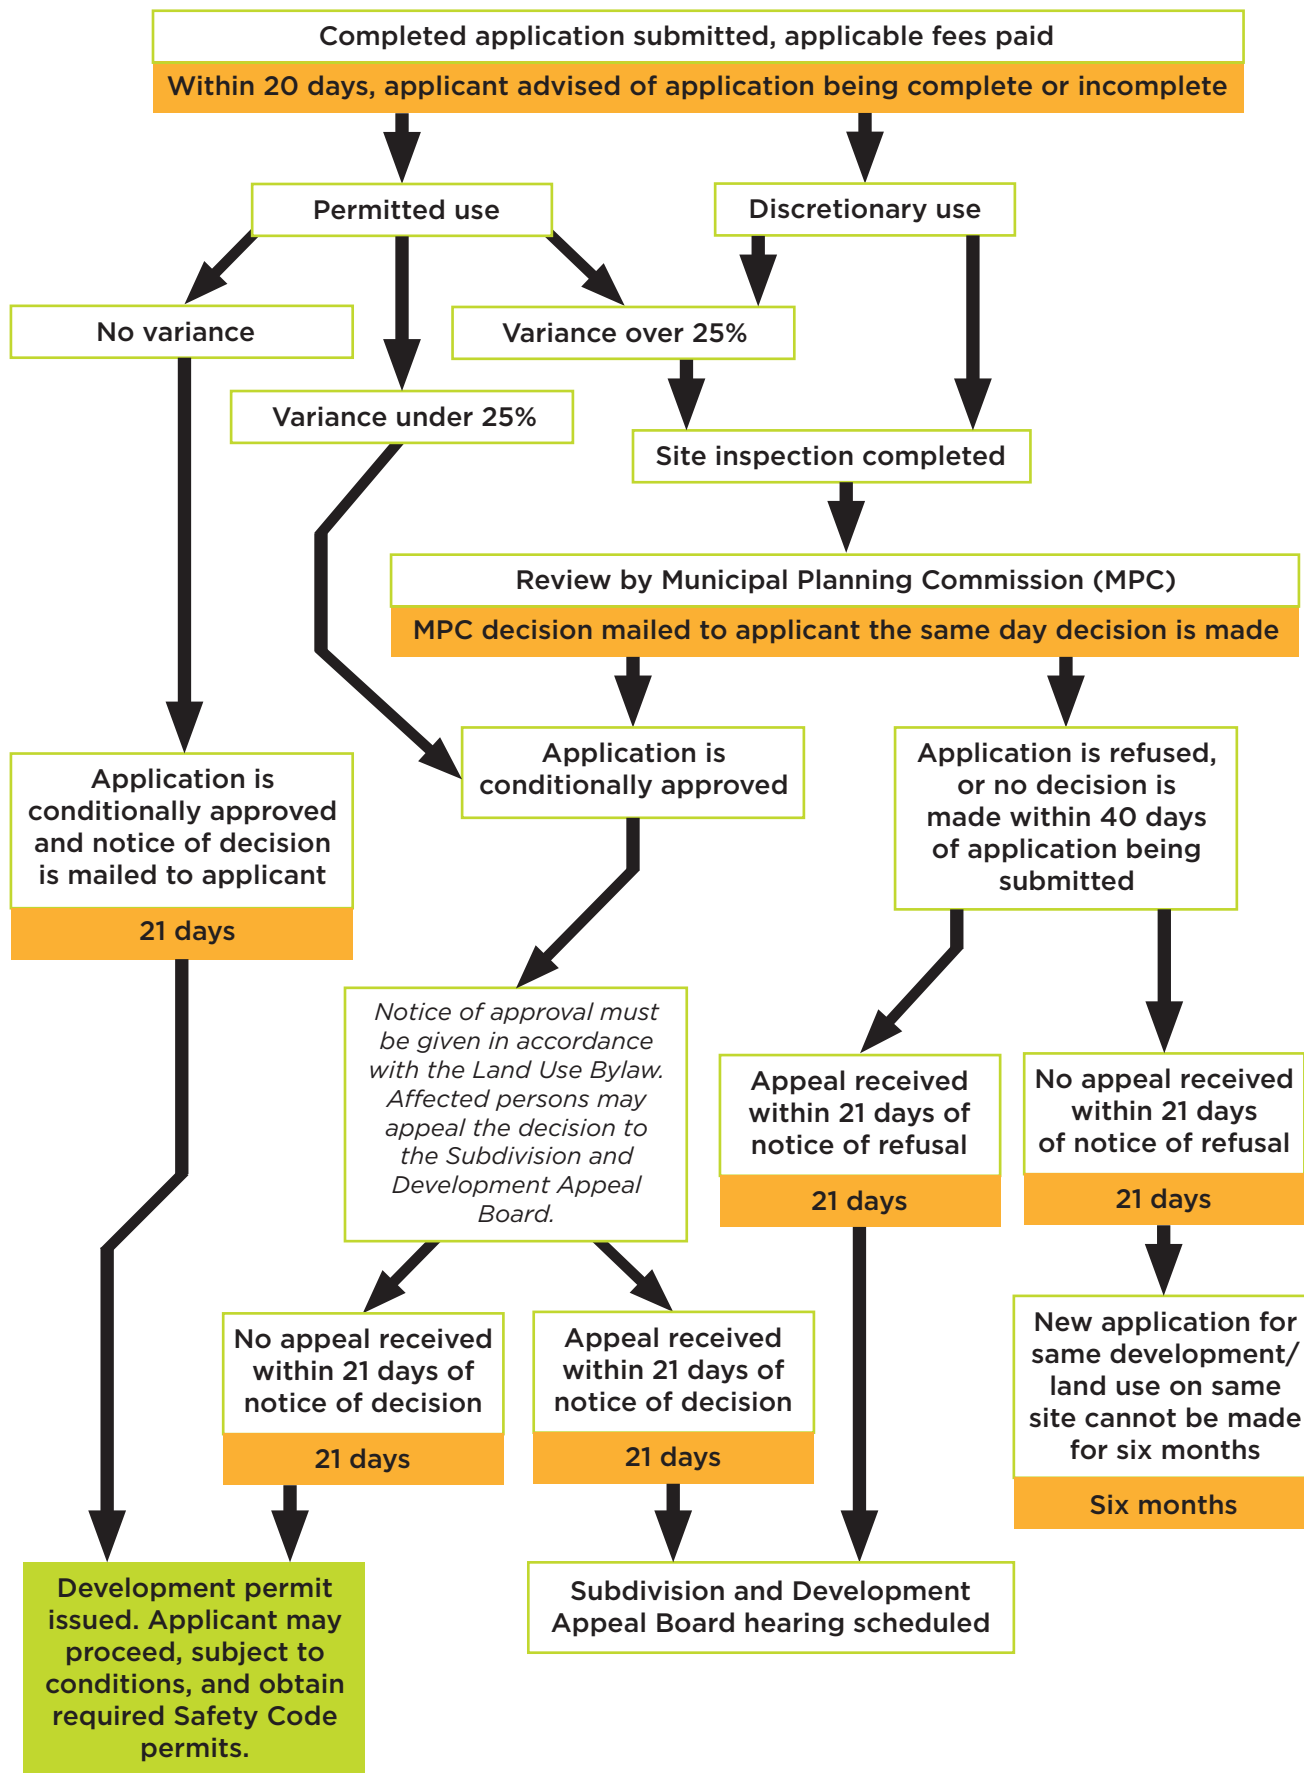 Completed application submitted, applicable fees paid
Within 20 days, applicant advised of application being complete or incomplete
Permitted use
Discretionary use
No variance
Variance over 25%
Variance under 25%
Site inspection completed
Review by Municipal Planning Commission (MPC)
MPC decision mailed to applicant the same day decision is made
Application is
conditionally approved
and notice of decision
is mailed to applicant
21 days
Application is
conditionally approved
Application is refused,
or no decision is
made within 40 days
of application being
submitted
Notice of approval must
be given in accordance
with the Land Use Bylaw.
Affected persons may
appeal the decision to
the Subdivision and
Development Appeal
Board.
Appeal received
within 21 days of
notice of refusal
21 days
No appeal received
within 21 days
of notice of refusal
21 days
No appeal received
within 21 days of
notice of decision
21 days
Appeal received
within 21 days of
notice of decision
21 days
New application for
same development/
land use on same
site cannot be made
for six months
Six months
Development permit
issued. Applicant may
proceed, subject to
conditions, and obtain
required Safety Code
permits.
Subdivision and Development
Appeal Board hearing scheduled